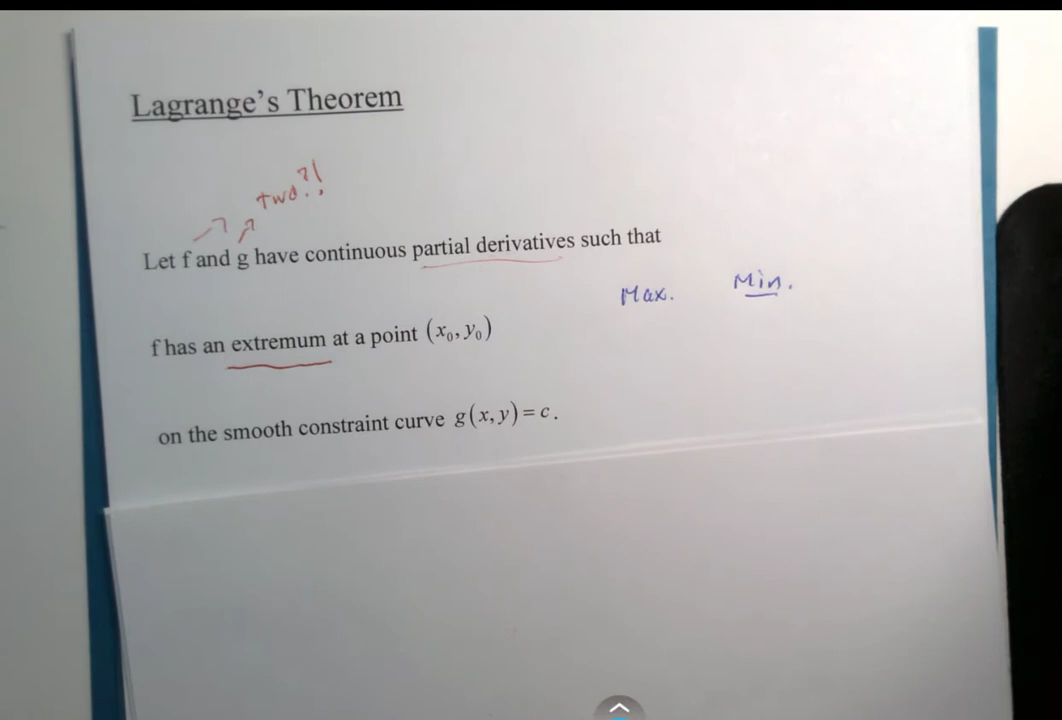 Lagrange's Theorem
two?!
Let f and g have continuous partial derivatives such that
Max. Min.
f has an extremum at a point (x₀, y₀)
on the smooth constraint curve g(x, y) = c.